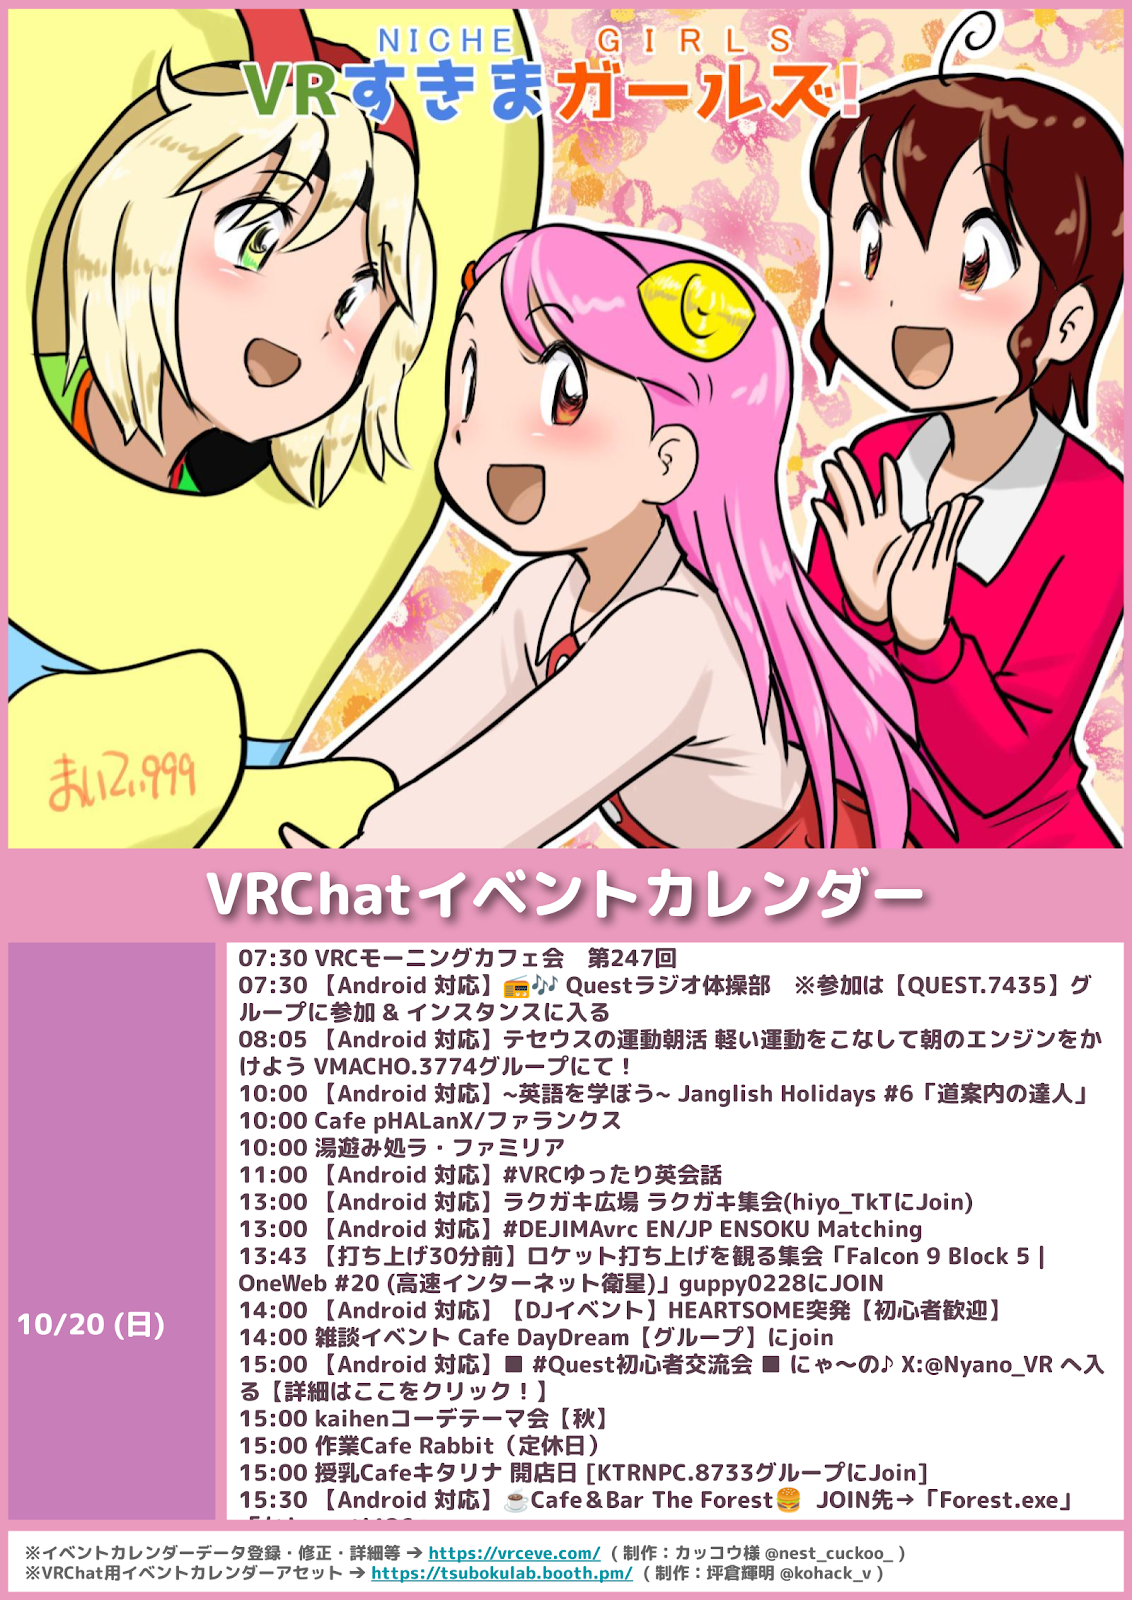 NICHE GIRLS
VRすきまガールズ!
まいてぃ999
VRChatイベントカレンダー
10/20 (日)
07:30 VRCモーニングカフェ会　第247回
07:30 【Android 対応】📻🎶 Questラジオ体操部　※参加は【QUEST.7435】グ
ループに参加 & インスタンスに入る
08:05 【Android 対応】テセウスの運動朝活 軽い運動をこなして朝のエンジンをか
けよう VMACHO.3774グループにて！
10:00 【Android 対応】~英語を学ぼう~ Janglish Holidays #6「道案内の達人」
10:00 Cafe pHALanX/ファランクス
10:00 湯遊み処ラ・ファミリア
11:00 【Android 対応】#VRCゆったり英会話
13:00 【Android 対応】ラクガキ広場 ラクガキ集会(hiyo_TkTにJoin)
13:00 【Android 対応】#DEJIMAvrc EN/JP ENSOKU Matching
13:43 【打ち上げ30分前】ロケット打ち上げを観る集会「Falcon 9 Block 5 |
OneWeb #20 (高速インターネット衛星)」guppy0228にJOIN
14:00 【Android 対応】【DJイベント】HEARTSOME突発【初心者歓迎】
14:00 雑談イベント Cafe DayDream【グループ】にjoin
15:00 【Android 対応】■ #Quest初心者交流会 ■ にゃ～の♪ X:@Nyano_VR へ入
る【詳細はここをクリック！】
15:00 kaihenコーデテーマ会【秋】
15:00 作業Cafe Rabbit（定休日）
15:00 授乳Cafeキタリナ 開店日 [KTRNPC.8733グループにJoin]
15:30 【Android 対応】☕Cafe＆Bar The Forest🍔 JOIN先→「Forest.exe」
※イベントカレンダーデータ登録・修正・詳細等 ➔ https://vrceve.com/ ( 制作：カッコウ様 @nest_cuckoo_ )
※VRChat用イベントカレンダーアセット ➔ https://tsubokulab.booth.pm/ ( 制作：坪倉輝明 @kohack_v )